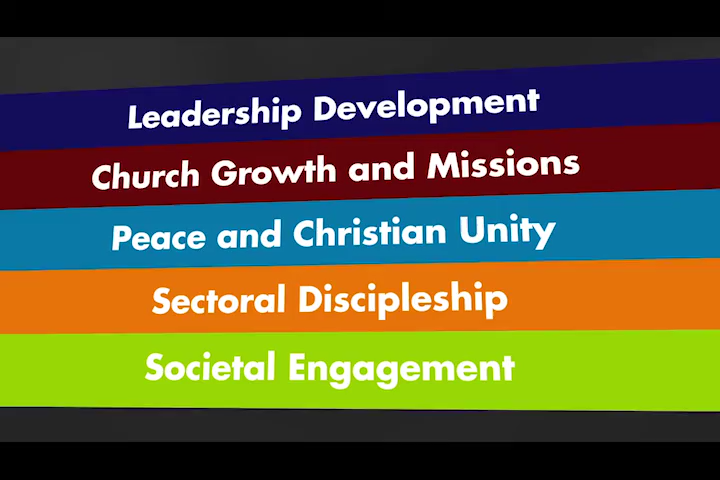 Leadership Development
Church Growth and Missions
Peace and Christian Unity
Sectoral Discipleship
Societal Engagement